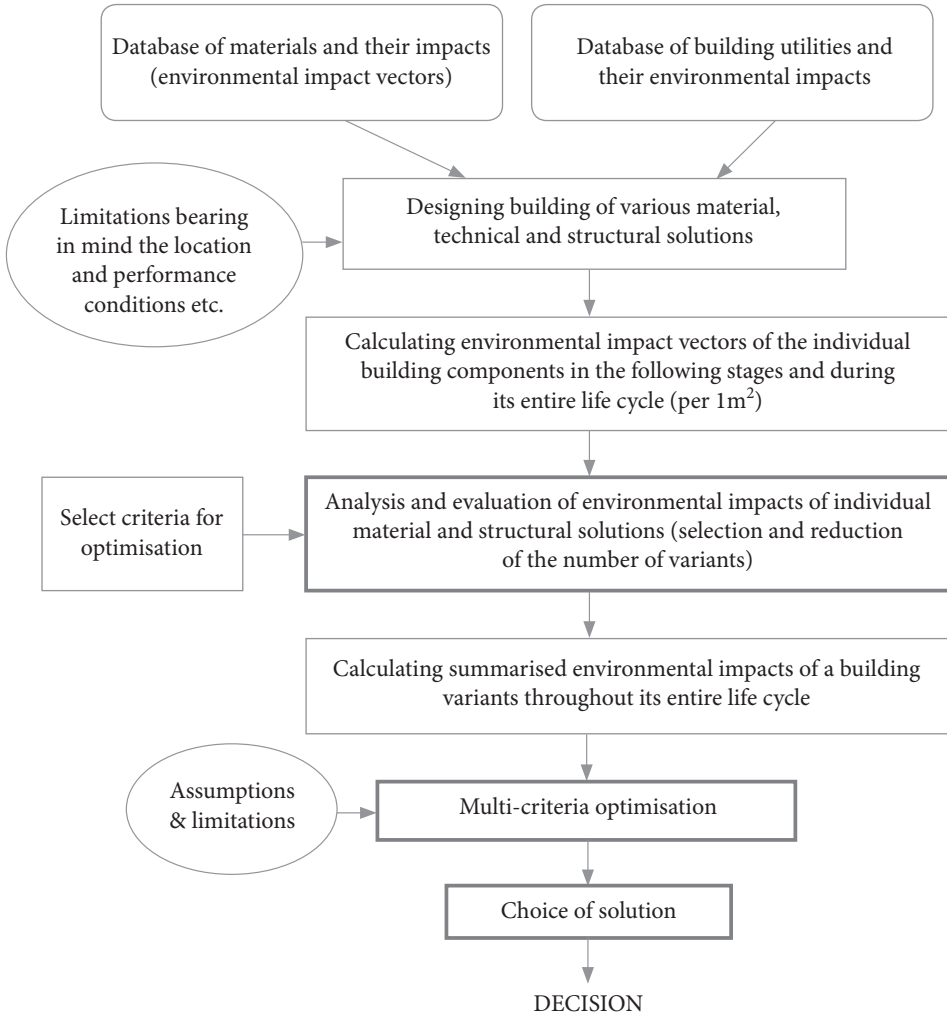 Database of materials and their impacts
(environmental impact vectors)
Database of building utilities and
their environmental impacts
Limitations bearing
in mind the location
and performance
conditions etc.
Designing building of various material,
technical and structural solutions
Calculating environmental impact vectors of the individual
building components in the following stages and during
its entire life cycle (per 1m²)
Select criteria for
optimisation
Analysis and evaluation of environmental impacts of individual
material and structural solutions (selection and reduction
of the number of variants)
Calculating summarised environmental impacts of a building
variants throughout its entire life cycle
Assumptions
& limitations
Multi-criteria optimisation
Choice of solution
DECISION